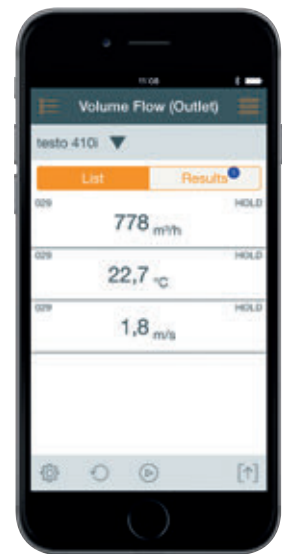 11:08
Volume Flow (Outlet)
testo 410i
List Results
029 HOLD
778 m³/h
029 HOLD
22,7 °C
029 HOLD
1,8 m/s